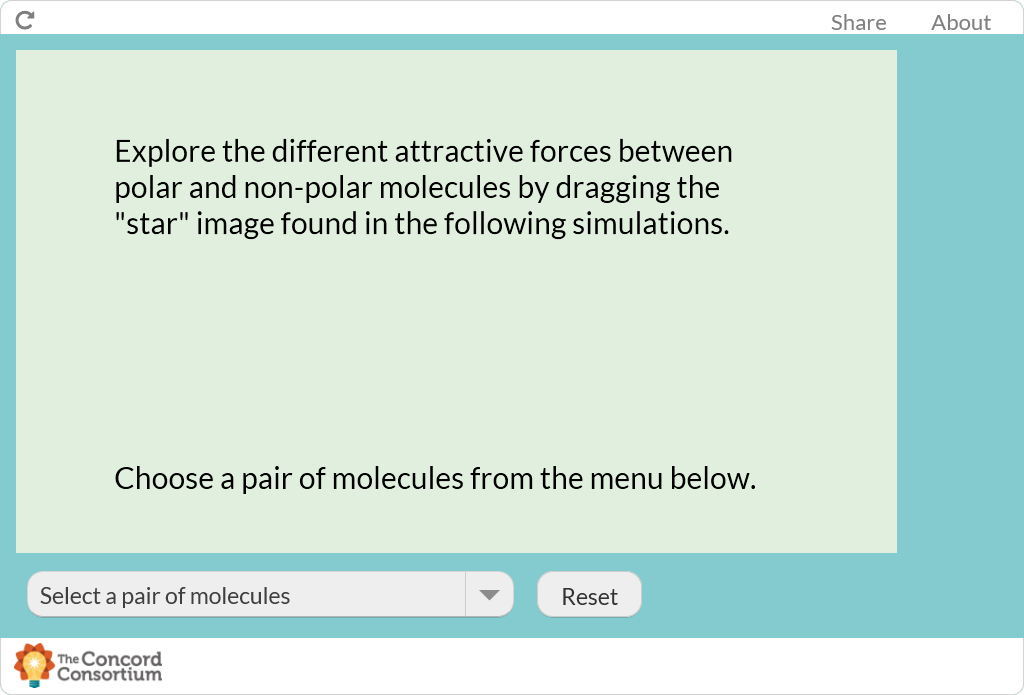 Share About
Explore the different attractive forces between
polar and non-polar molecules by dragging the
"star" image found in the following simulations.
Choose a pair of molecules from the menu below.
Select a pair of molecules
Reset
The Concord
Consortium